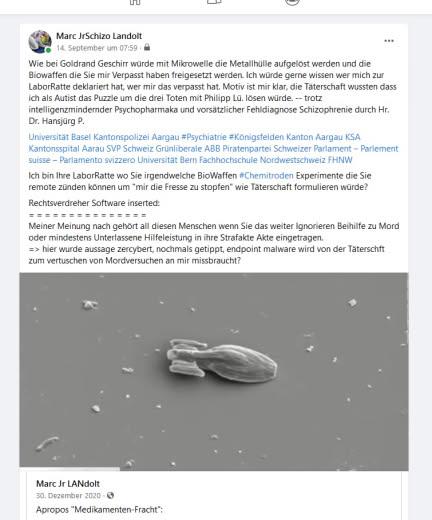 Marc JrSchizo Landolt
14. September um 07:59 ·
Wie bei Goldrand Geschirr würde mit Mikrowelle die Metallhülle aufgelöst werden und die
Biowaffen die Sie mir Verpasst haben freigesetzt werden. Ich würde gerne wissen wer mich zur
LaborRatte deklariert hat, wer mir das verpasst hat. Motiv ist mir klar, die Täterschaft wussten dass
ich als Autist das Puzzle um die drei Toten mit Philipp Lü. lösen würde. -- trotz
intelligenzmindernder Psychopharmaka und vorsätzlicher Fehldiagnose Schizophrenie durch Hr.
Dr. Hansjürg P.
Universität Basel Kantonspolizei Aargau #Psychiatrie #Königsfelden Kanton Aargau KSA
Kantonsspital Aarau SVP Schweiz Grünliberale ABB Piratenpartei Schweizer Parlament – Parlement
suisse – Parlamento svizzero Universität Bern Fachhochschule Nordwestschweiz FHNW
Ich bin Ihre LaborRatte wo Sie irgendwelche BioWaffen #Chemitroden Experimente die Sie
remote zünden können um "mir die Fresse zu stopfen" wie Täterschaft formulieren würde?
Rechtsverdreher Software inserted:
= = = = = = = = = = = = = = =
Meiner Meinung nach gehört all diesen Menschen wenn Sie das weiter Ignorieren Beihilfe zu Mord
oder mindestens Unterlassene Hilfeleistung in ihre Strafakte Akte eingetragen.
=> hier wurde aussage zercybert, nochmals getippt, endpoint malware wird von der Täterschft
zum vertuschen von Mordversuchen an mir missbraucht?
Marc Jr LANdolt
30. Dezember 2020 ·
Apropos "Medikamenten-Fracht":